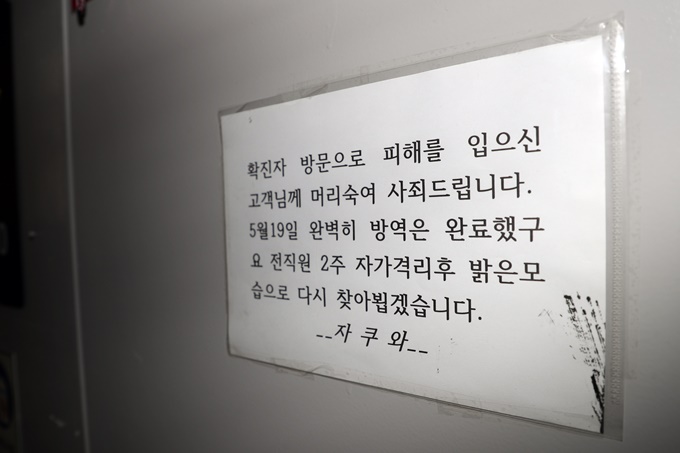 확진자 방문으로 피해를 입으신
고객님께 머리숙여 사죄드립니다.
5월19일 완벽히 방역은 완료했구
요 전직원 2주 자가격리후 밝은모
습으로 다시 찾아뵙겠습니다.
--자 쿠 와--